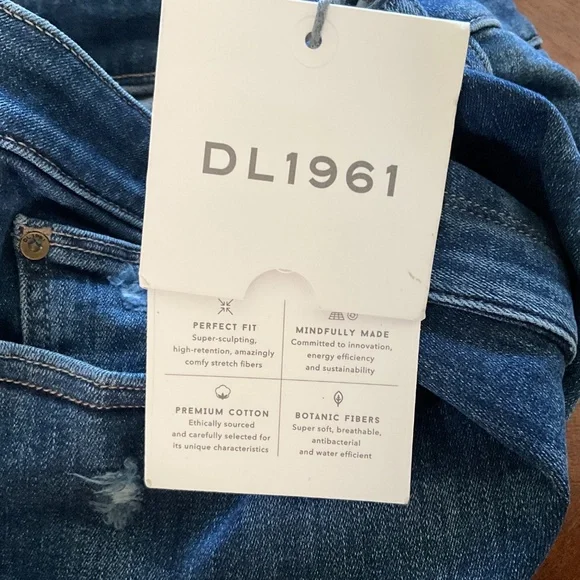 DL1961
PERFECT FIT
Super-sculpting,
high-retention, amazingly
comfy stretch fibers
MINDFULLY MADE
Committed to innovation,
energy efficiency
and sustainability
PREMIUM COTTON
Ethically sourced
and carefully selected for
its unique characteristics
BOTANIC FIBERS
Super soft, breathable,
antibacterial
and water efficient